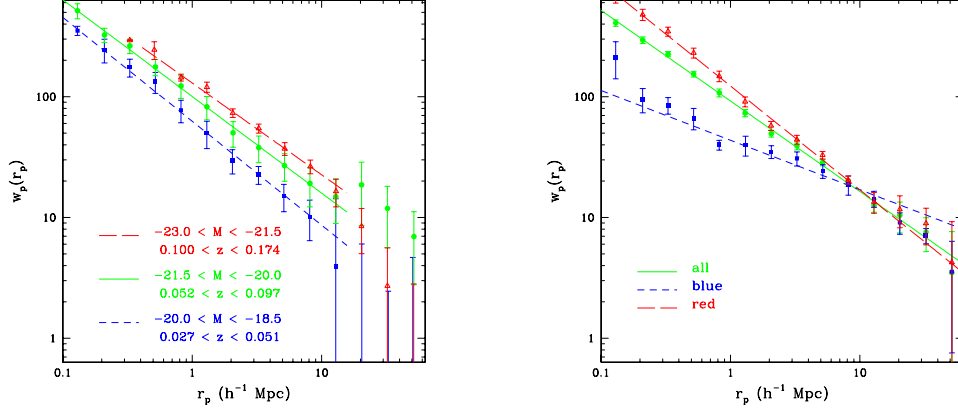 100
10
1
w_p(r_p)
-23.0 < M < -21.5
0.100 < z < 0.174
-21.5 < M < -20.0
0.052 < z < 0.097
-20.0 < M < -18.5
0.027 < z < 0.051
0.1 1 10
r_p (h⁻¹ Mpc)
100
10
1
w_p(r_p)
all
blue
red
0.1 1 10
r_p (h⁻¹ Mpc)